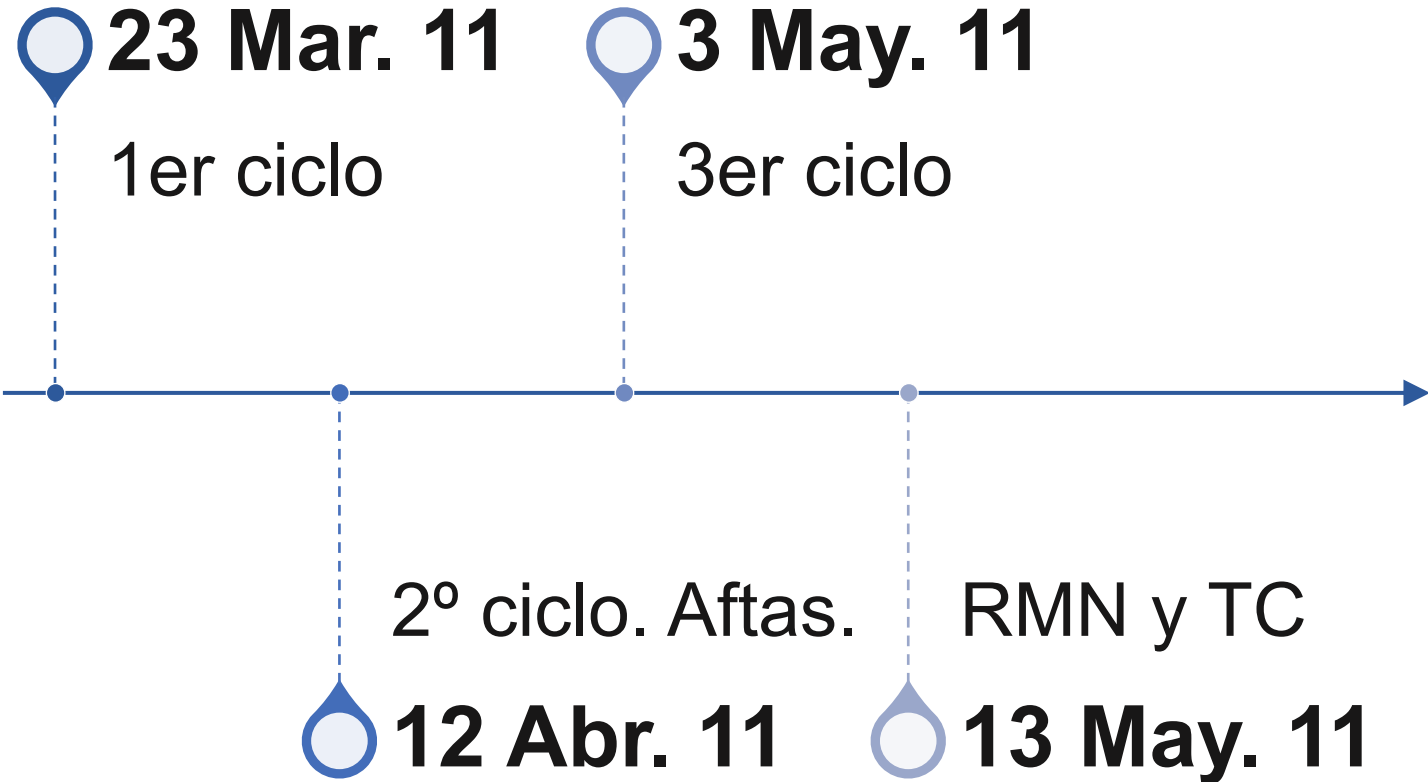 23 Mar. 11
1er ciclo
3 May. 11
3er ciclo
2º ciclo. Aftas.
12 Abr. 11
RMN y TC
13 May. 11